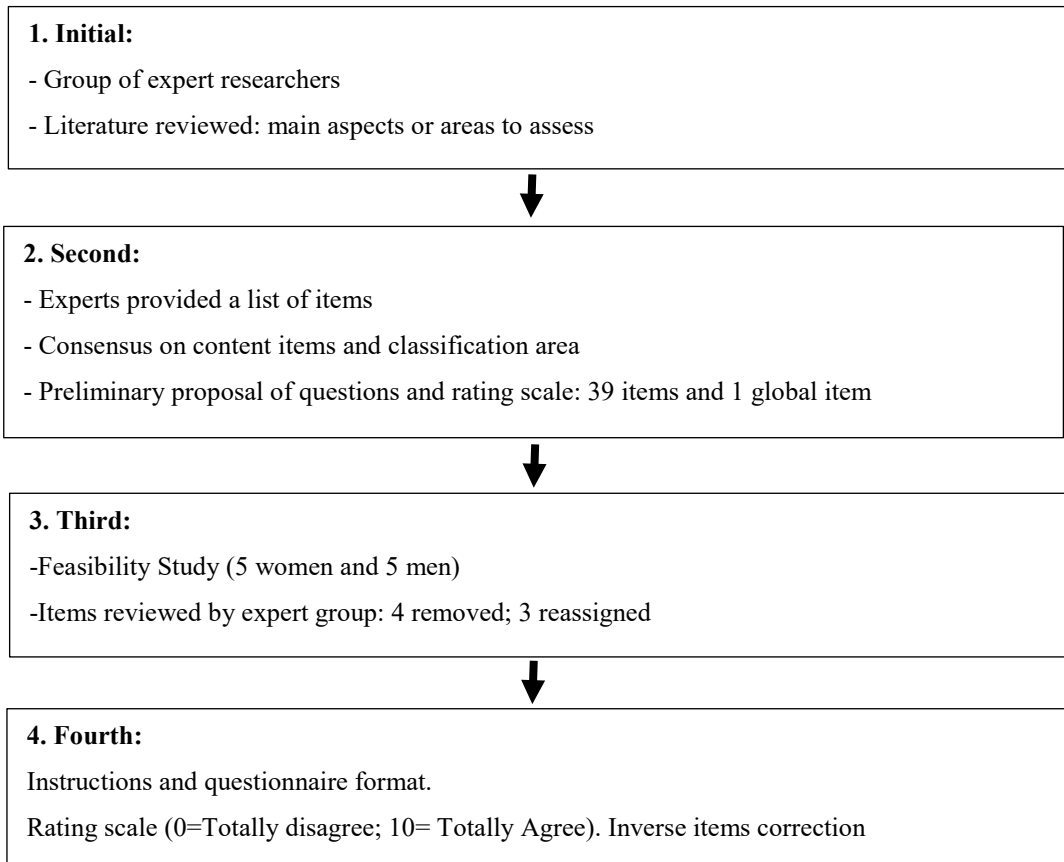 1. Initial:
- Group of expert researchers
- Literature reviewed: main aspects or areas to assess
2. Second:
- Experts provided a list of items
- Consensus on content items and classification area
- Preliminary proposal of questions and rating scale: 39 items and 1 global item
3. Third:
-Feasibility Study (5 women and 5 men)
-Items reviewed by expert group: 4 removed; 3 reassigned
4. Fourth:
Instructions and questionnaire format.
Rating scale (0=Totally disagree; 10= Totally Agree). Inverse items correction